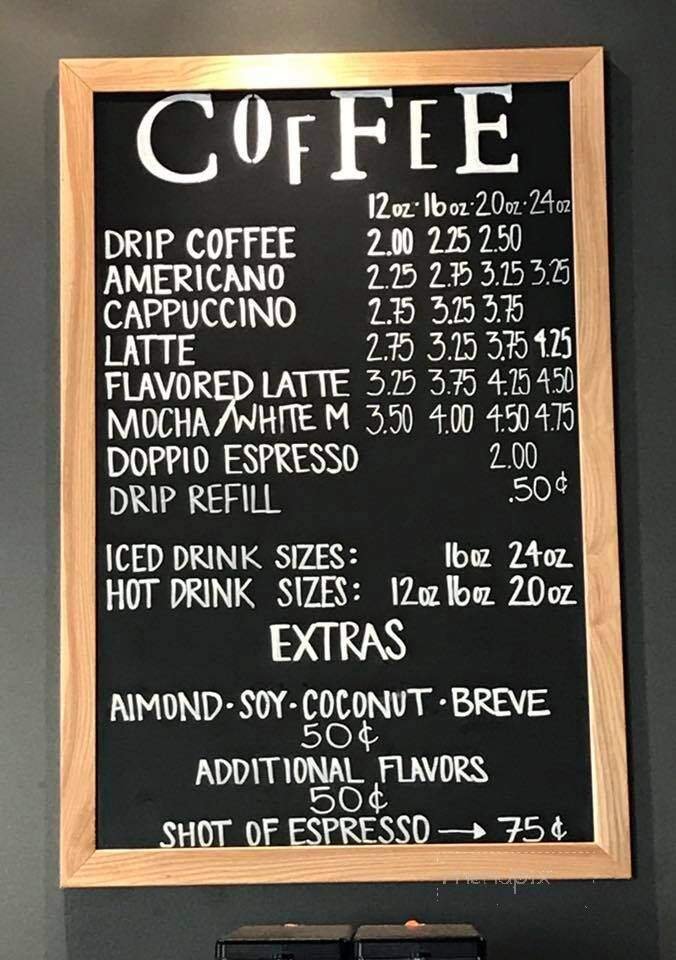 COFFEE
12oz·16oz·20oz·24oz
DRIP COFFEE 2.00 2.25 2.50
AMERICANO 2.25 2.75 3.25 3.25
CAPPUCCINO 2.75 3.25 3.75
LATTE 2.75 3.25 3.75 4.25
FLAVORED LATTE 3.25 3.75 4.25 4.50
MOCHA/WHITE M 3.50 4.00 4.50 4.75
DOPPIO ESPRESSO 2.00
DRIP REFILL .50¢
ICED DRINK SIZES: 16oz 24oz
HOT DRINK SIZES: 12oz 16oz 20oz
EXTRAS
AlMOND·SOY·COCONUT·BREVE
50¢
ADDITIONAL FLAVORS
50¢
SHOT OF ESPRESSO → 75¢